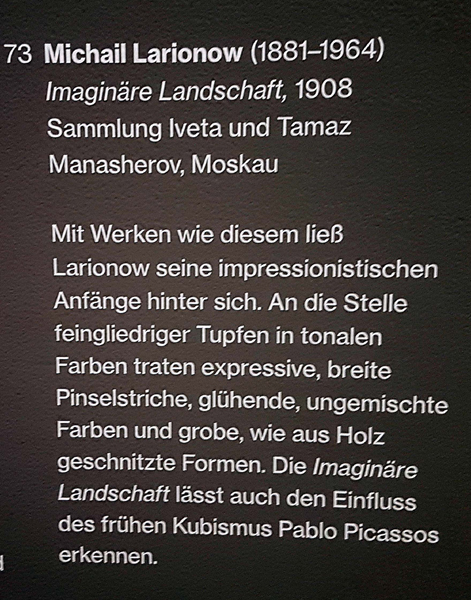 73 Michail Larionow (1881–1964)
Imaginäre Landschaft, 1908
Sammlung Iveta und Tamaz
Manasherov, Moskau
Mit Werken wie diesem ließ
Larionow seine impressionistischen
Anfänge hinter sich. An die Stelle
feingliedriger Tupfen in tonalen
Farben traten expressive, breite
Pinselstriche, glühende, ungemischte
Farben und grobe, wie aus Holz
geschnitzte Formen. Die Imaginäre
Landschaft lässt auch den Einfluss
des frühen Kubismus Pablo Picassos
erkennen.